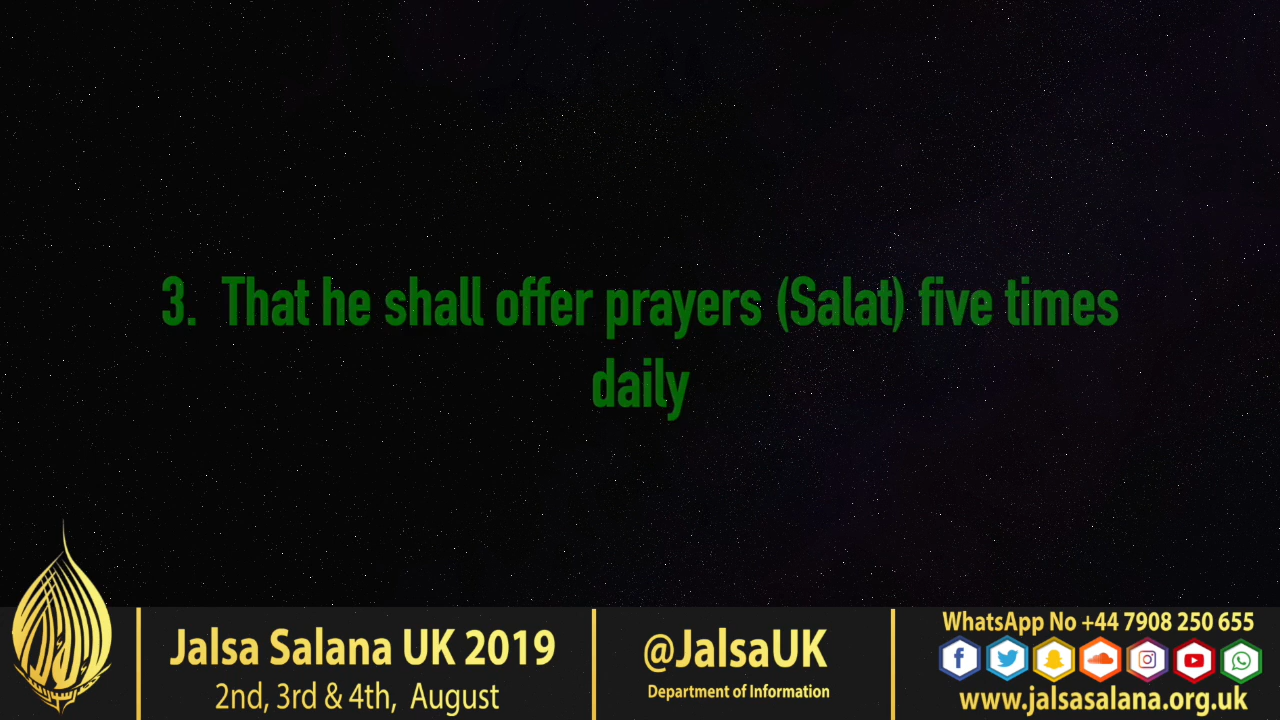 3. That he shall offer prayers (Salat) five times
daily
Jalsa Salana UK 2019
2nd, 3rd & 4th, August
@JalsaUK
Department of Information
WhatsApp No +44 7908 250 655
www.jalsasalana.org.uk